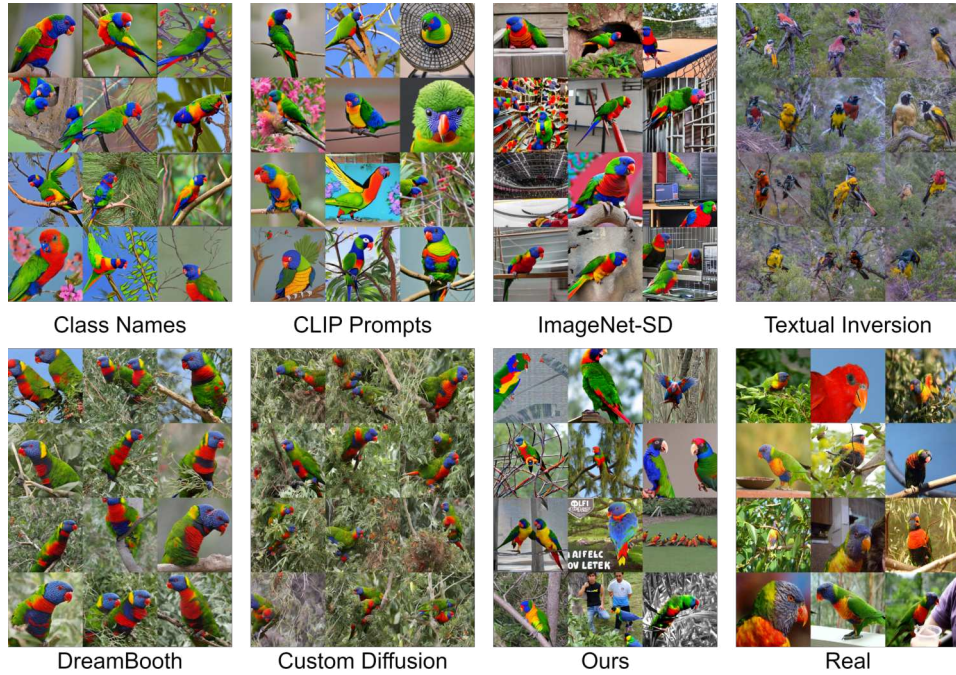 Class Names
CLIP Prompts
ImageNet-SD
Textual Inversion
DreamBooth
Custom Diffusion
Ours
Real